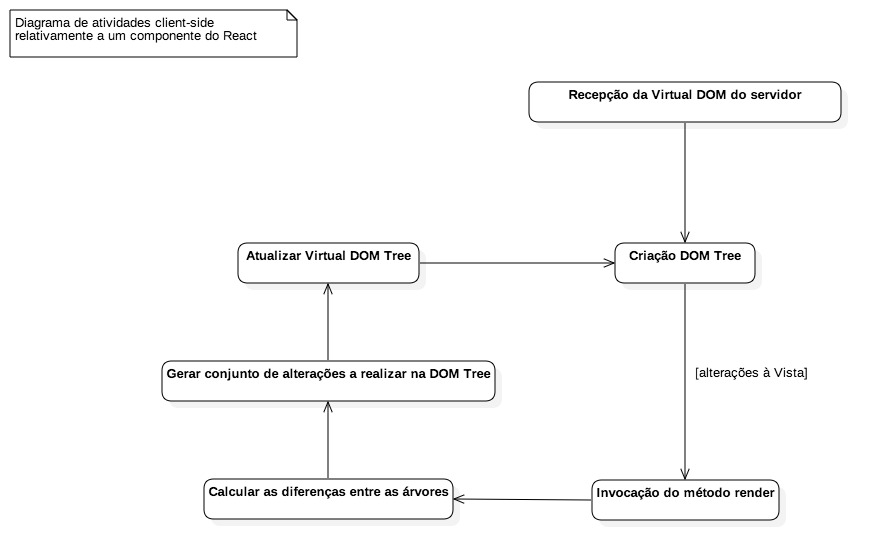 Diagrama de atividades client-side
relativamente a um componente do React
Recepção da Virtual DOM do servidor
Atualizar Virtual DOM Tree
Criação DOM Tree
Gerar conjunto de alterações a realizar na DOM Tree
[alterações à Vista]
Calcular as diferenças entre as árvores
Invocação do método render